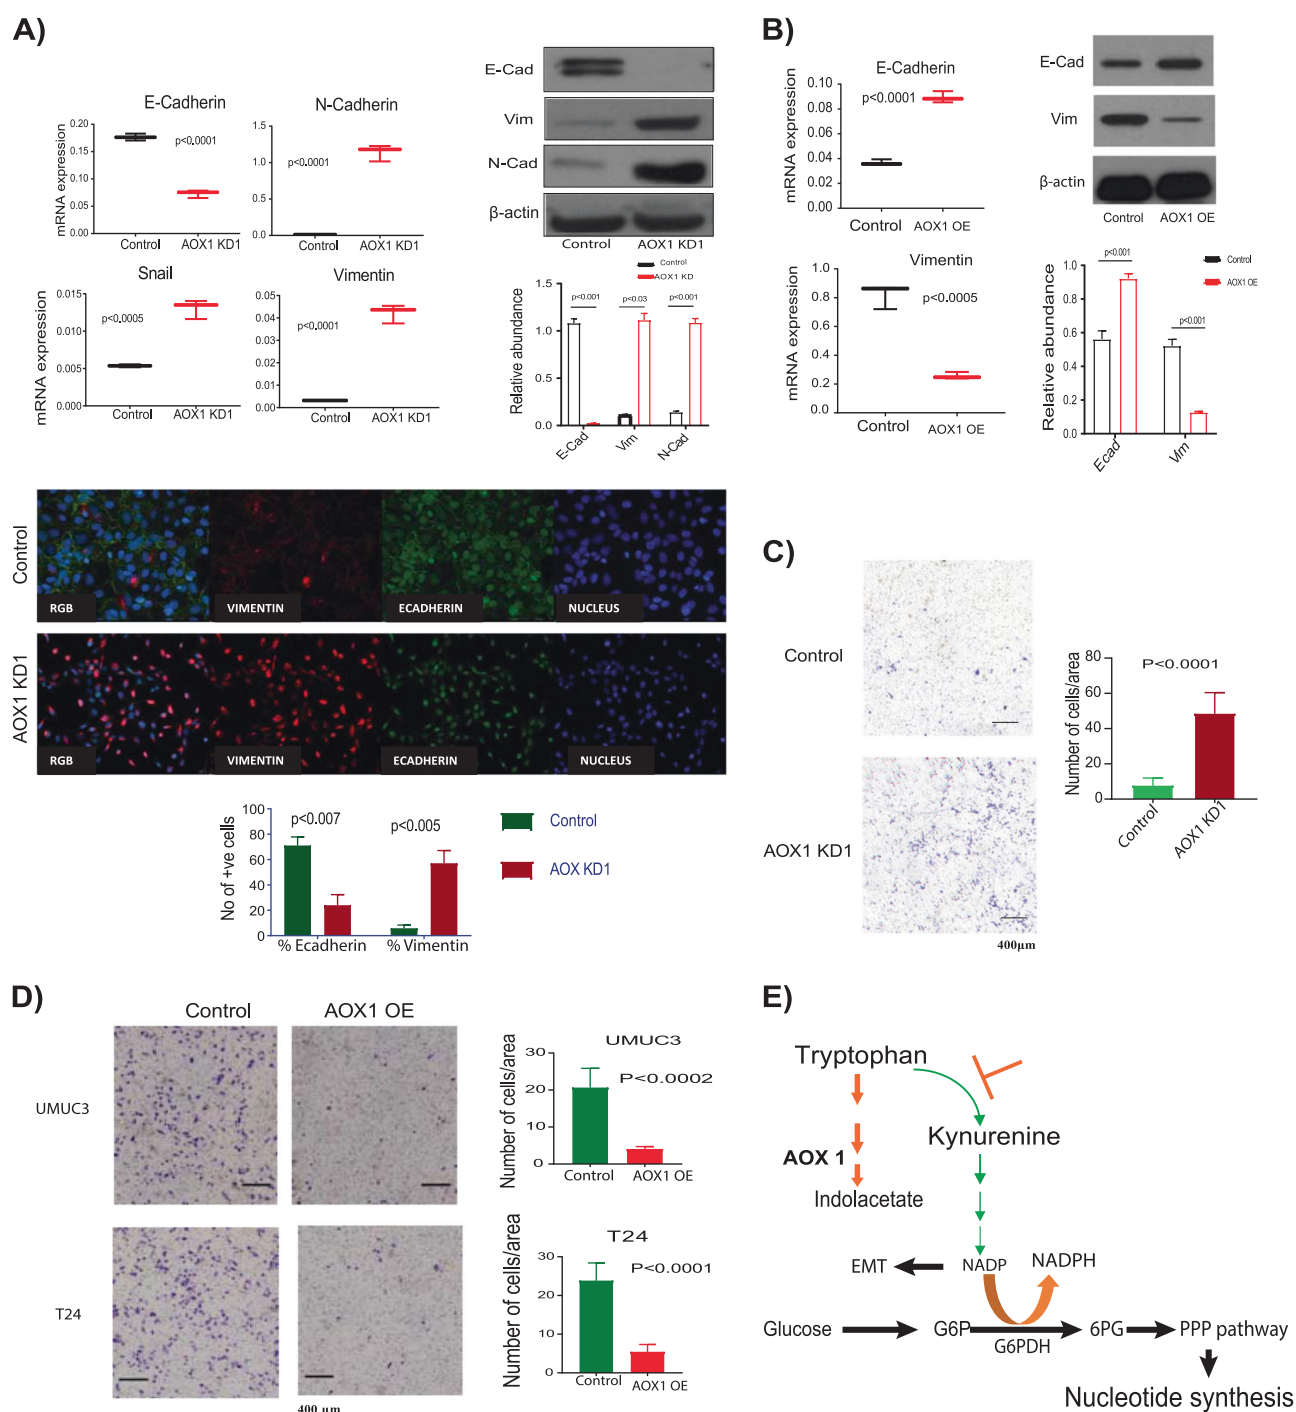 A)
E-Cadherin
mRNA expression
0.20
0.15
0.10
0.05
0.00
p<0.0001
Control
AOX1 KD1
N-Cadherin
1.5
1.0
0.5
0.0
p<0.0001
Control
AOX1 KD1
Snail
mRNA expression
0.015
0.010
0.005
0.000
p<0.0005
Control
AOX1 KD1
Vimentin
0.05
0.04
0.03
0.02
0.01
0.00
p<0.0001
Control
AOX1 KD1
E-Cad
Vim
N-Cad
β-actin
Control
AOX1 KD1
Control
AOX1 KD
Relative abundance
1.5
1.0
0.5
0.0
p<0.001
p<0.03
p<0.001
E-Cad
Vim
N-Cad
Control
RGB
VIMENTIN
ECADHERIN
NUCLEUS
AOX1 KD1
RGB
VIMENTIN
ECADHERIN
NUCLEUS
No of +ve cells
100
80
60
40
20
0
p<0.007
p<0.005
% Ecadherin
% Vimentin
Control
AOX KD1
B)
E-Cadherin
mRNA expression
0.10
0.08
0.06
0.04
0.02
0.00
p<0.0001
Control
AOX1 OE
Vimentin
mRNA expression
1.0
0.8
0.6
0.4
0.2
0.0
p<0.0005
Control
AOX1 OE
E-Cad
Vim
β-actin
Control
AOX1 OE
Relative abundance
1.0
0.8
0.6
0.4
0.2
0.0
p<0.001
p<0.001
Control
AOX1 OE
Ecad
Vim
C)
Control
AOX1 KD1
400μm
Number of cells/area
80
60
40
20
0
P<0.0001
Control
AOX1 KD1
D)
Control
AOX1 OE
UMUC3
T24
400 μm
UMUC3
Number of cells/area
30
20
10
0
P<0.0002
Control
AOX1 OE
T24
Number of cells/area
30
20
10
0
P<0.0001
Control
AOX1 OE
E)
Tryptophan
Kynurenine
AOX 1
Indolacetate
EMT
NADP
NADPH
Glucose
G6P
G6PDH
6PG
PPP pathway
Nucleotide synthesis